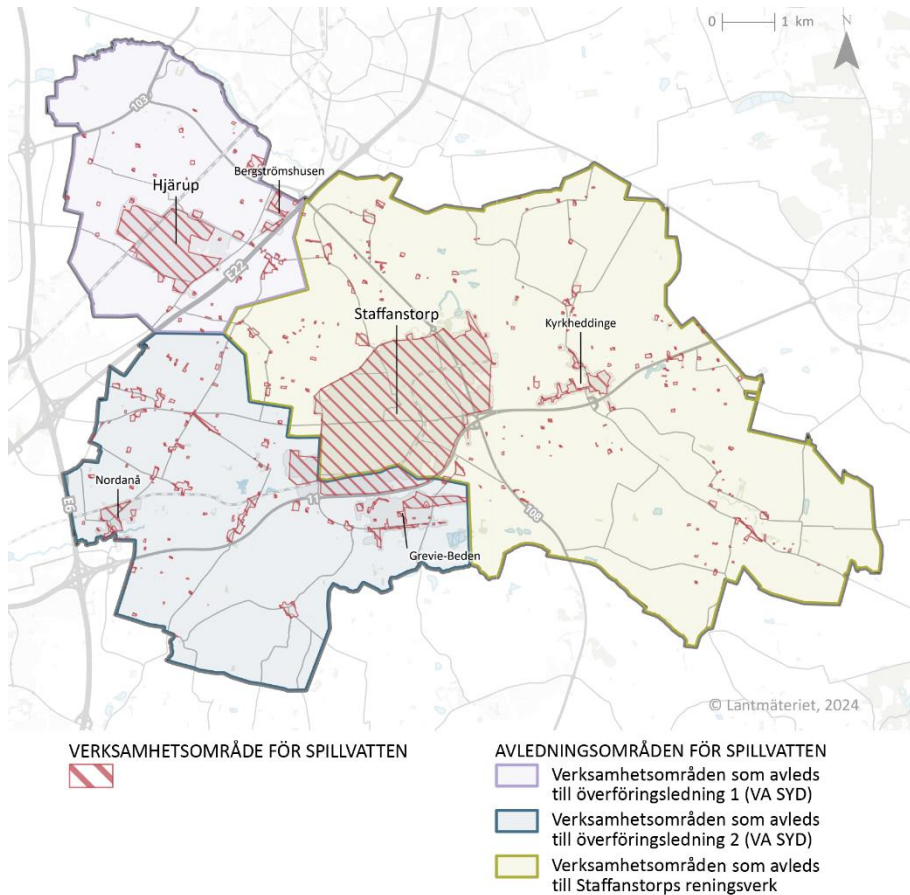 0 1 km
N
103
Bergströmshusen
Hjärup
E22
Staffanstorp
Kyrkheddinge
Nordanå
E6
11
108
Grevie-Beden
© Lantmäteriet, 2024
VERKSAMHETSOMRÅDE FÖR SPILLVATTEN
AVLEDNINGSOMRÅDEN FÖR SPILLVATTEN
Verksamhetsområden som avleds
till överföringsledning 1 (VA SYD)
Verksamhetsområden som avleds
till överföringsledning 2 (VA SYD)
Verksamhetsområden som avleds
till Staffanstorps reningsverk